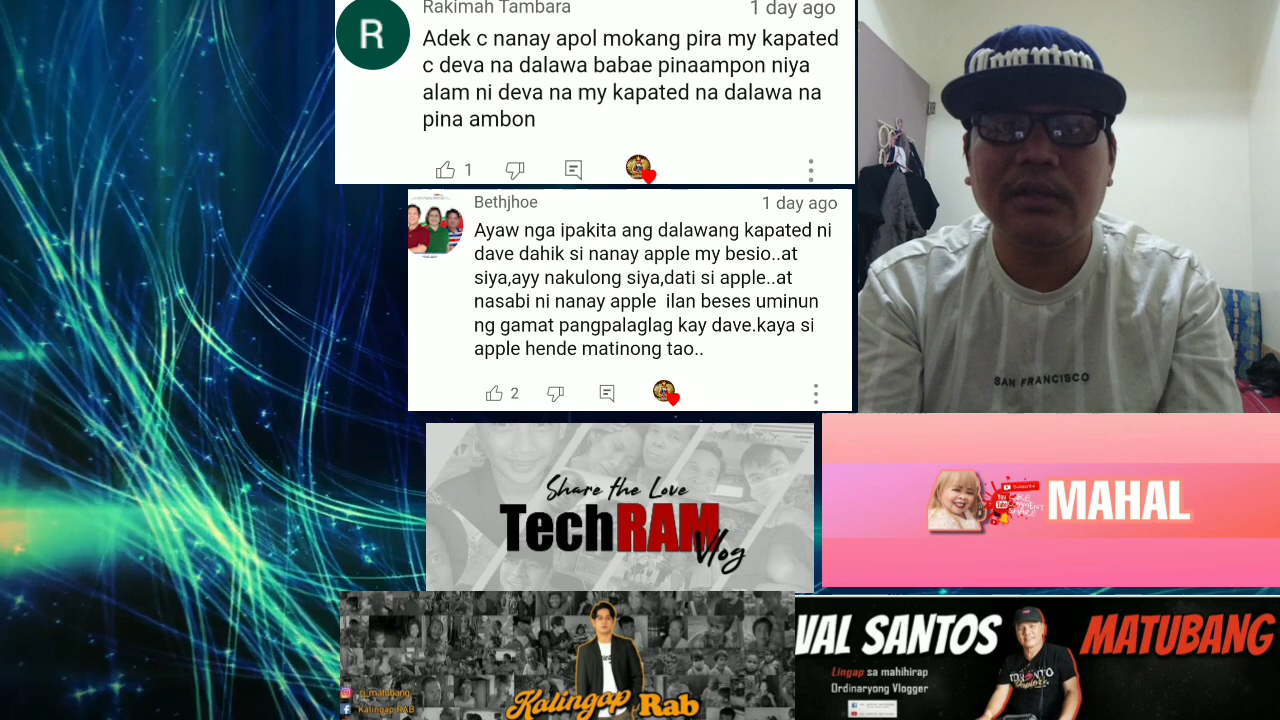 R
Rakimah Tambara 1 day ago
Adek c nanay apol mokang pira my kapated
c deva na dalawa babae pinaampon niya
alam ni deva na my kapated na dalawa na
pina ambon
1
Bethjhoe 1 day ago
Ayaw nga ipakita ang dalawang kapated ni
dave dahik si nanay apple my besio..at
siya,ayy nakulong siya,dati si apple..at
nasabi ni nanay apple ilan beses uminun
ng gamat pangpalaglag kay dave.kaya si
apple hende matinong tao..
2
SAN FRANCISCO
Share the Love
TechRAM
Vlog
MAHAL
Kalingap Rab
Kalingap RAB
VAL SANTOS MATUBANG
Lingap sa mahihirap
Ordinaryong Vlogger
TORONTO